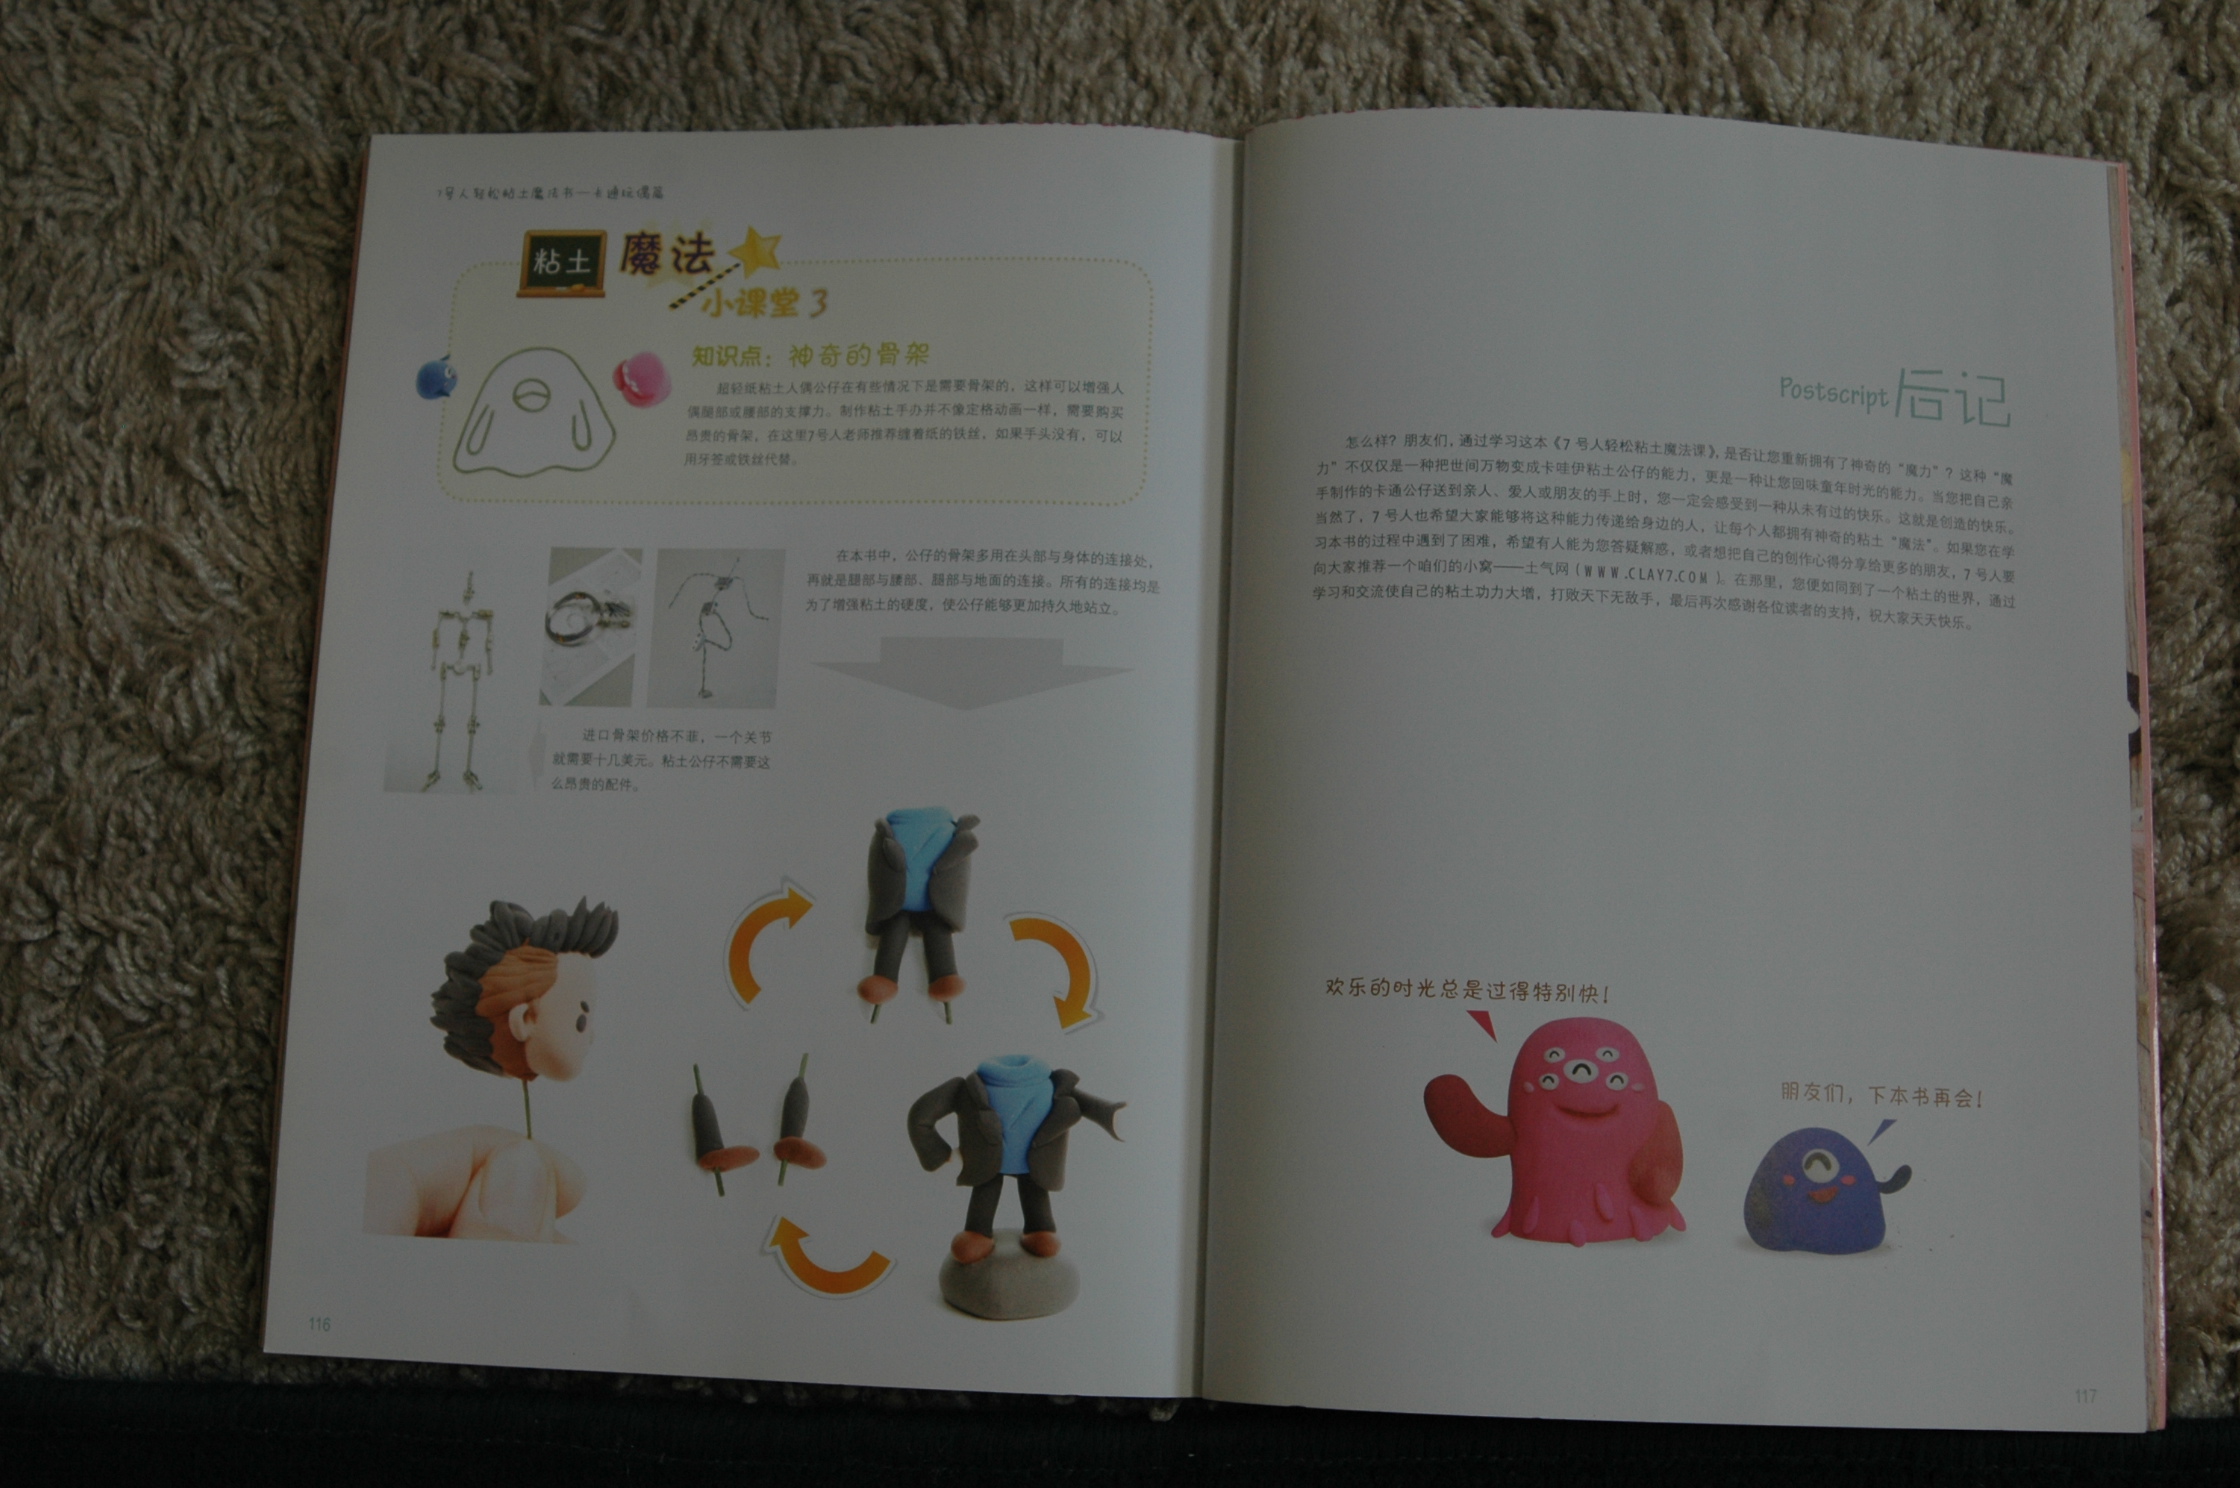 7号人轻松粘土魔法书—卡通玩偶篇
粘土
魔法
小课堂 3
知识点：神奇的骨架
超轻纸粘土人偶公仔在有些情况下是需要骨架的，这样可以增强人
偶腿部或腰部的支撑力。制作粘土手办并不像定格动画一样，需要购买
昂贵的骨架，在这里7号人老师推荐缠着纸的铁丝，如果手头没有，可以
用牙签或铁丝代替。
在本书中，公仔的骨架多用在头部与身体的连接处，
再就是腿部与腰部、腿部与地面的连接。所有的连接均是
为了增强粘土的硬度，使公仔能够更加持久地站立。
进口骨架价格不菲，一个关节
就需要十几美元。粘土公仔不需要这
么昂贵的配件。
116
Postscript 后记
怎么样？朋友们，通过学习这本《7号人轻松粘土魔法课》，是否让您重新拥有了神奇的“魔力”？这种“魔
力”不仅仅是一种把世间万物变成卡哇伊粘土公仔的能力，更是一种让您回味童年时光的能力。当您把自己亲
手制作的卡通公仔送到亲人、爱人或朋友的手上时，您一定会感受到一种从未有过的快乐。这就是创造的快乐。
当然了，7号人也希望大家能够将这种能力传递给身边的人，让每个人都拥有神奇的粘土“魔法”。如果您在学
习本书的过程中遇到了困难，希望有人能为您答疑解惑，或者想把自己的创作心得分享给更多的朋友，7号人要
向大家推荐一个咱们的小窝——土气网（WWW.CLAY7.COM）。在那里，您便如同到了一个粘土的世界，通过
学习和交流使自己的粘土功力大增，打败天下无敌手，最后再次感谢各位读者的支持，祝大家天天快乐。
欢乐的时光总是过得特别快！
朋友们，下本书再会！
117